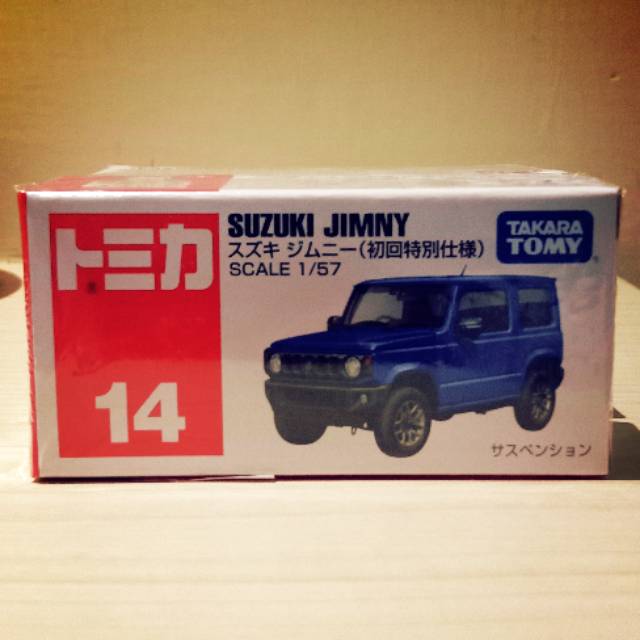 トミカ
14
SUZUKI JIMNY
スズキ ジムニー(初回特別仕様)
SCALE 1/57
TAKARA
TOMY
サスペンション